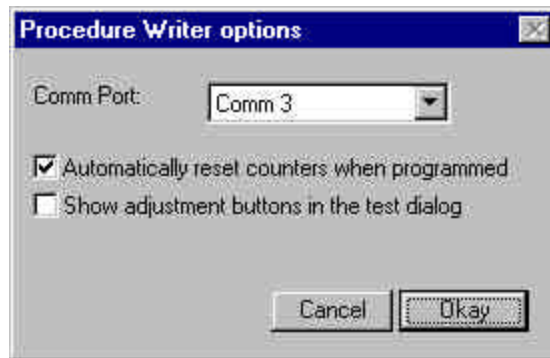 Procedure Writer options
Comm Port: Comm 3
Automatically reset counters when programmed
Show adjustment buttons in the test dialog
Cancel Okay